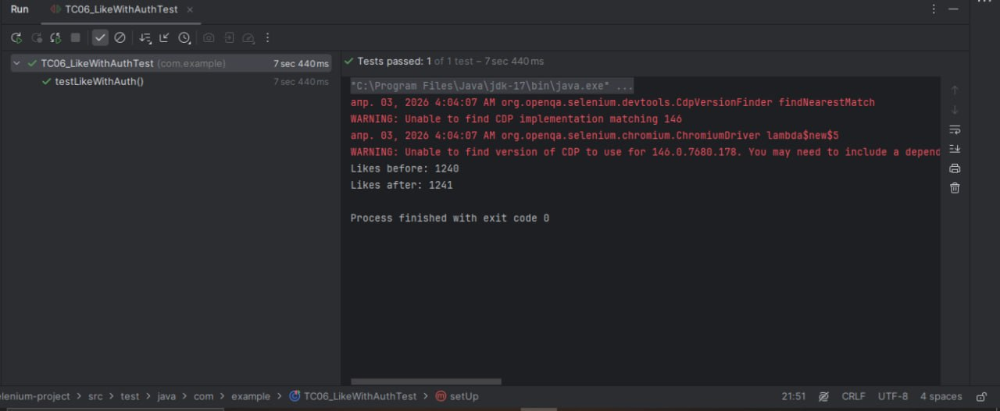 Run TC06_LikeWithAuthTest
TC06_LikeWithAuthTest (com.example) 7 sec 440 ms
testLikeWithAuth() 7 sec 440 ms
Tests passed: 1 of 1 test – 7 sec 440 ms
"C:\Program Files\Java\jdk-17\bin\java.exe" ...
апр. 03, 2026 4:04:07 AM org.openqa.selenium.devtools.CdpVersionFinder findNearestMatch
WARNING: Unable to find CDP implementation matching 146
апр. 03, 2026 4:04:07 AM org.openqa.selenium.chromium.ChromiumDriver lambda$new$5
WARNING: Unable to find version of CDP to use for 146.0.7680.178. You may need to include a depend
Likes before: 1240
Likes after: 1241
Process finished with exit code 0
elenium-project > src > test > java > com > example > TC06_LikeWithAuthTest > setUp 21:51 CRLF UTF-8 4 spaces